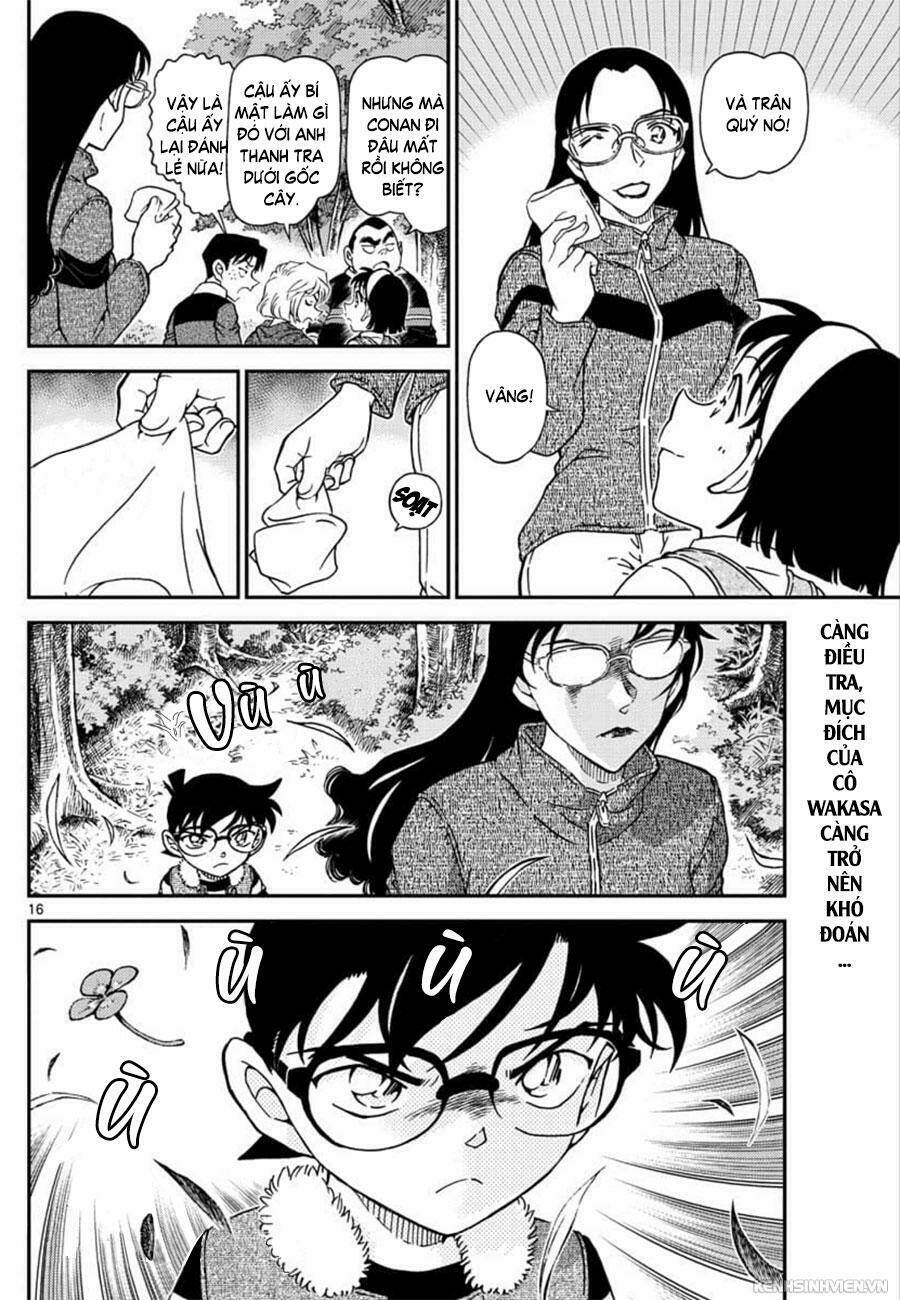 VÀ TRÂN
QUÝ NÓ!
VÂNG!
NHƯNG MÀ
CONAN ĐI
ĐÂU MẤT
RỒI KHÔNG
BIẾT?
CẬU ẤY BÍ
MẬT LÀM GÌ
ĐÓ VỚI ANH
THANH TRA
DƯỚI GỐC
CÂY.
VẬY LÀ
CẬU ẤY
LẠI ĐÁNH
LẺ NỮA!
SOẠT
VÙ Ù
CÀNG
ĐIỀU
TRA,
MỤC
ĐÍCH
CỦA
CÔ
WAKASA
CÀNG
TRỞ
NÊN
KHÓ
ĐOÁN
...
16
Ù
Ù
Ù
Ù
KENHSINHVIEN.VN